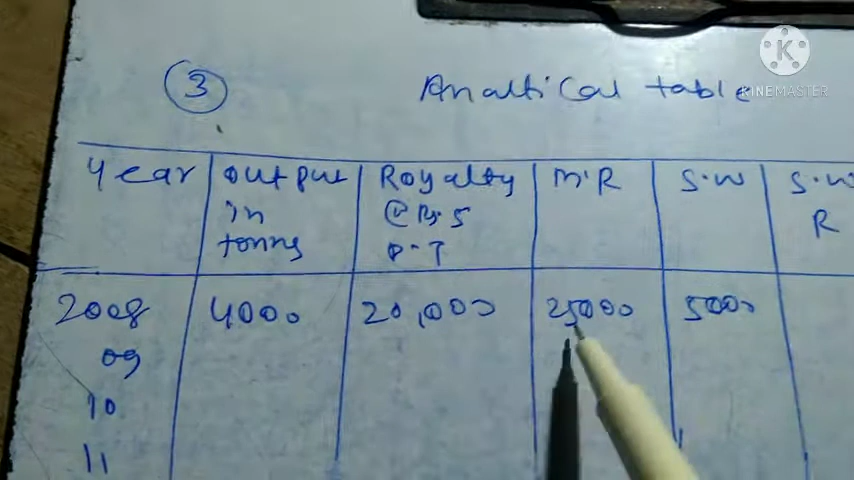 K
KINEMASTER
3 Analtical table
Year output in tonns Royalty @ Rs. 5 P.T M.R S.W S.W R
2008 4000 20,000 25000 5000
09
10
11